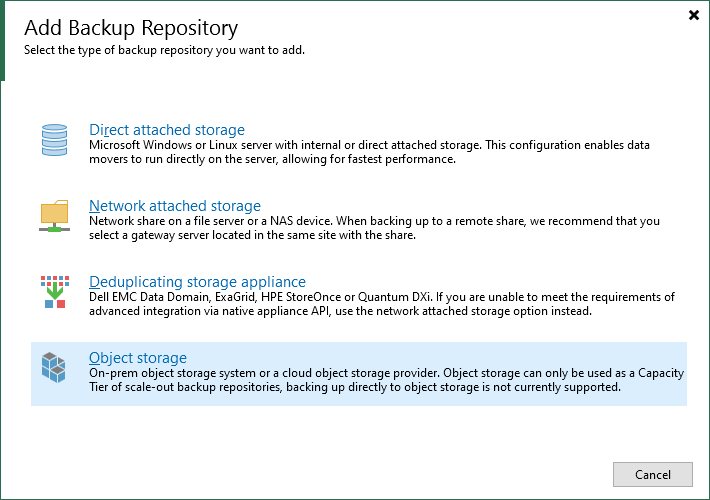 Add Backup Repository
Select the type of backup repository you want to add.
Direct attached storage
Microsoft Windows or Linux server with internal or direct attached storage. This configuration enables data
movers to run directly on the server, allowing for fastest performance.
Network attached storage
Network share on a file server or a NAS device. When backing up to a remote share, we recommend that you
select a gateway server located in the same site with the share.
Deduplicating storage appliance
Dell EMC Data Domain, ExaGrid, HPE StoreOnce or Quantum DXi. If you are unable to meet the requirements of
advanced integration via native appliance API, use the network attached storage option instead.
Object storage
On-prem object storage system or a cloud object storage provider. Object storage can only be used as a Capacity
Tier of scale-out backup repositories, backing up directly to object storage is not currently supported.
Cancel